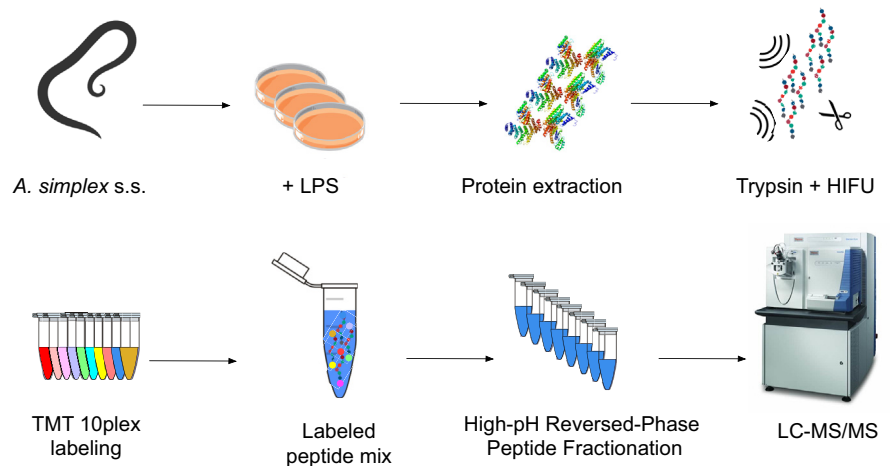 A. simplex s.s.
+ LPS
Protein extraction
Trypsin + HIFU
TMT 10plex
labeling
Labeled
peptide mix
High-pH Reversed-Phase
Peptide Fractionation
LC-MS/MS